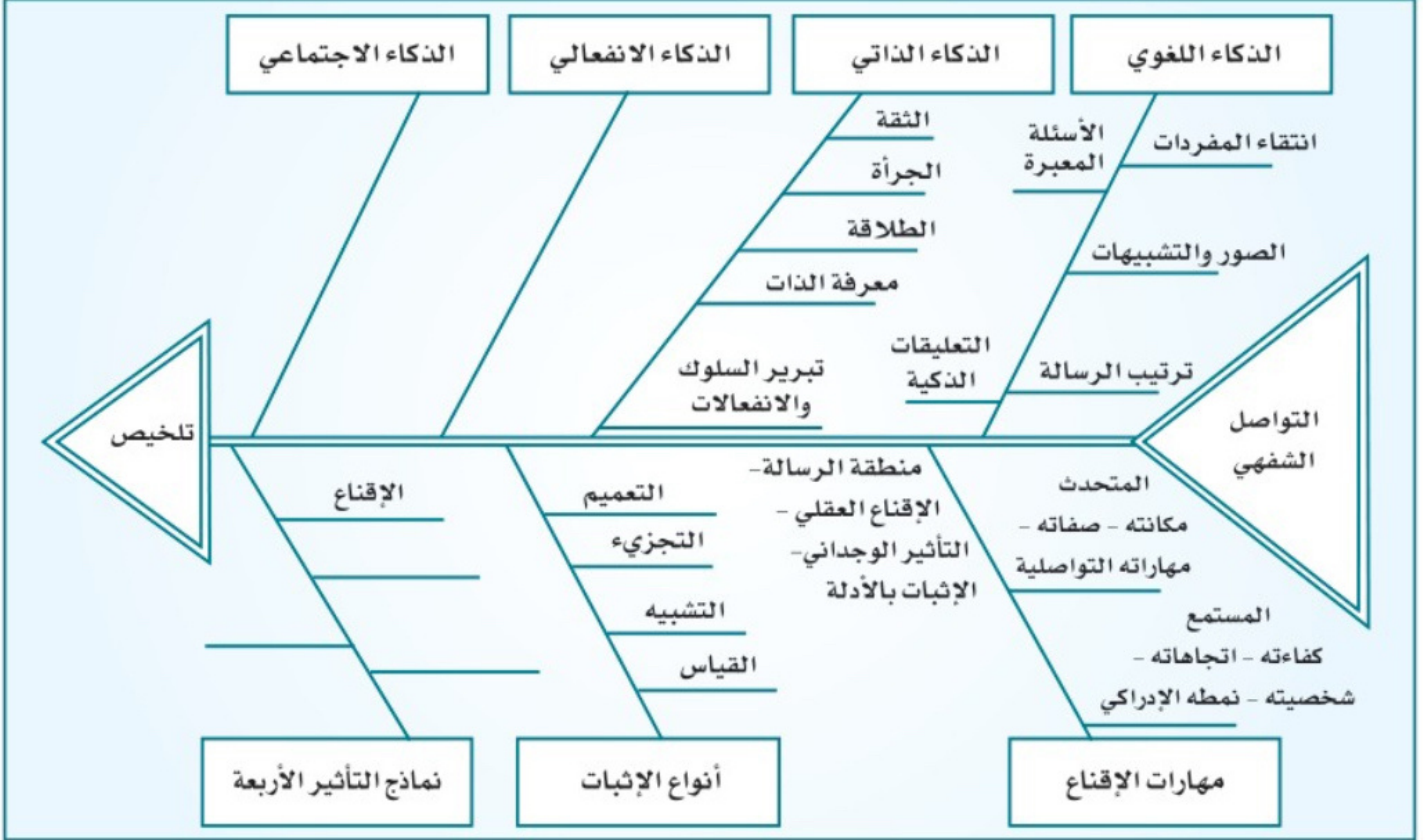 الذكاء اللغوي
الذكاء الذاتي
الذكاء الانفعالي
الذكاء الاجتماعي
انتقاء المفردات
الأسئلة
المعبرة
الصور والتشبيهات
ترتيب الرسالة
التعليقات
الذكية
الثقة
الجرأة
الطلاقة
معرفة الذات
تبرير السلوك
والانفعالات
التواصل
الشفهي
تلخيص
المتحدث
مكانته – صفاته –
مهاراته التواصلية
المستمع
كفاءته – اتجاهاته –
شخصيته – نمطه الإدراكي
منطقة الرسالة–
الإقناع العقلي –
التأثير الوجداني–
الإثبات بالأدلة
التعميم
التجزيء
التشبيه
القياس
الإقناع
مهارات الإقناع
أنواع الإثبات
نماذج التأثير الأربعة